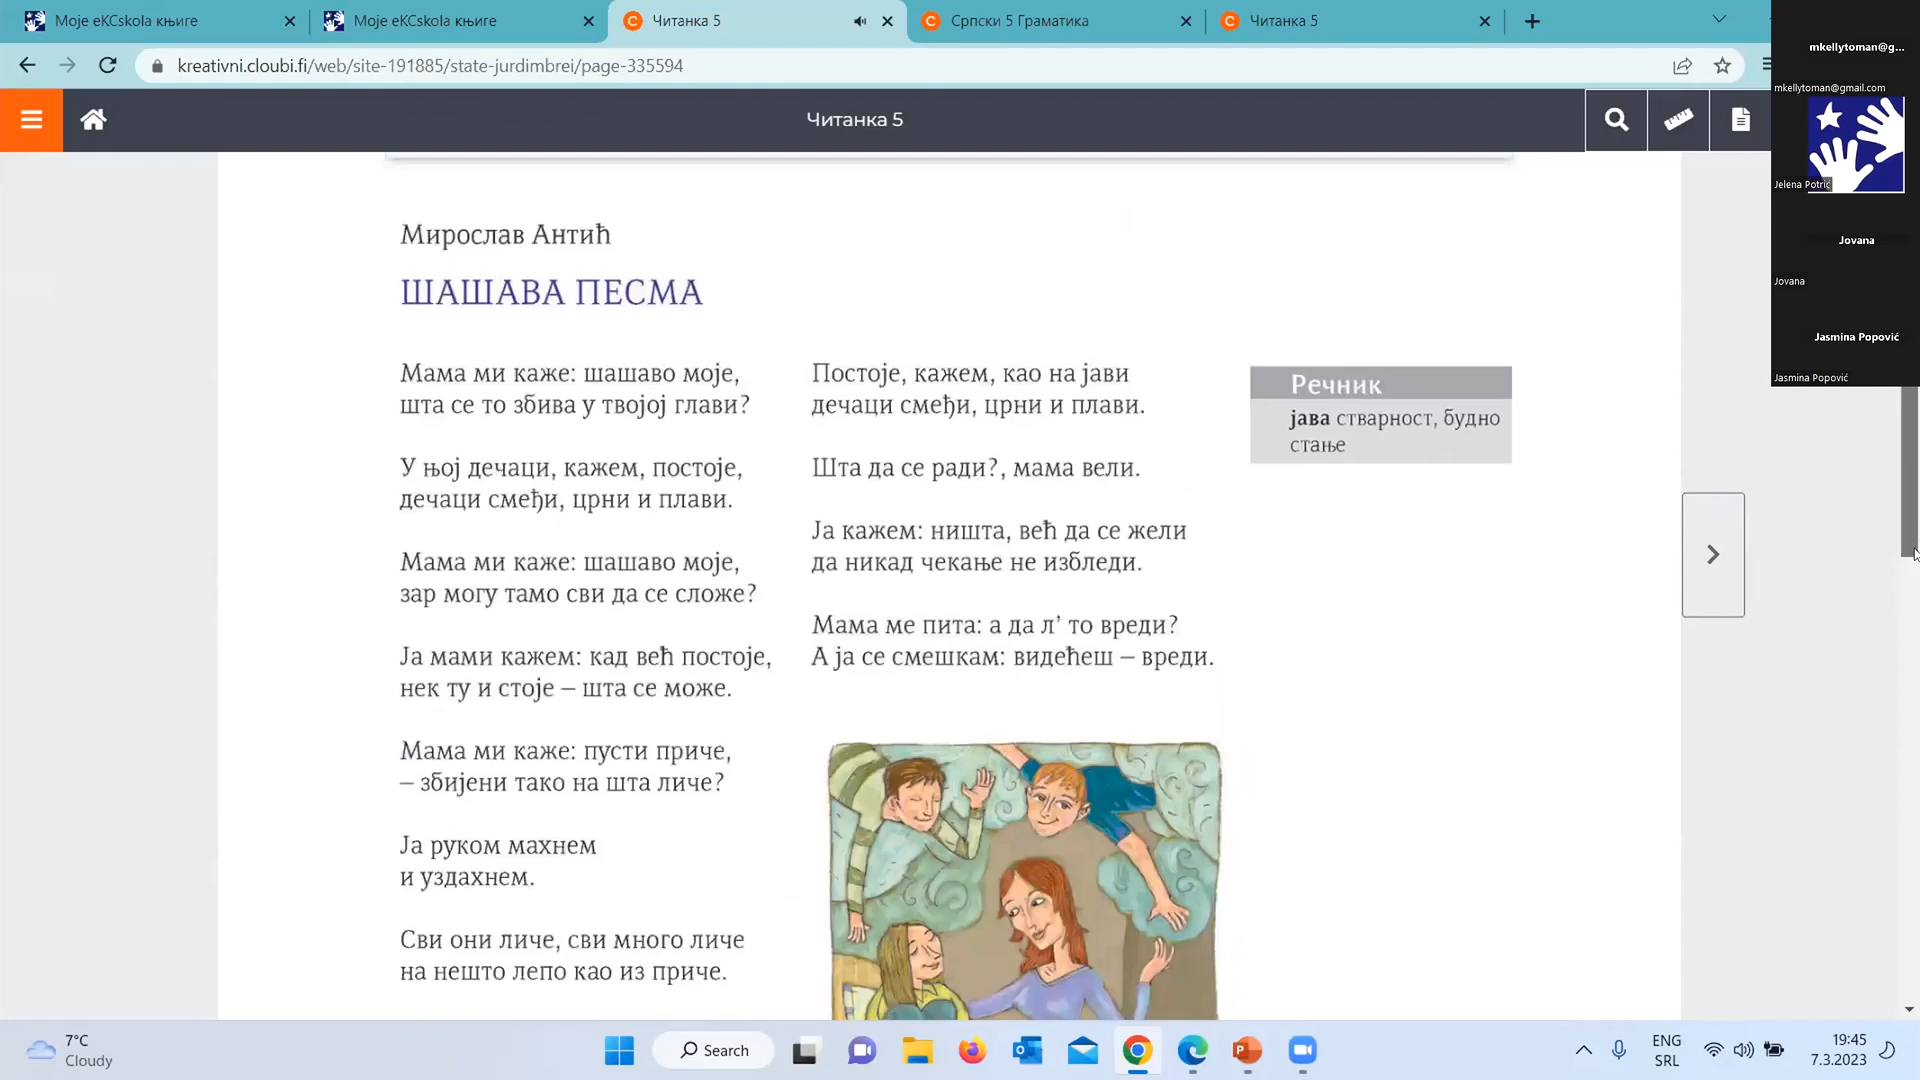 Моје eKCskola књиге
Моје eKCskola књиге
Читанка 5
Српски 5 Граматика
Читанка 5
kreativni.cloubi.fi/web/site-191885/state-jurdimbrei/page-335594
Читанка 5
mkellytoman@g...
mkellytoman@gmail.com
Jelena Potrić
Jovana
Jovana
Jasmina Popović
Jasmina Popović
Мирослав Антић
ШАШАВА ПЕСМА
Мама ми каже: шашаво моје,
шта се то збива у твојој глави?
У њој дечаци, кажем, постоје,
дечаци смеђи, црни и плави.
Мама ми каже: шашаво моје,
зар могу тамо сви да се сложе?
Ја мами кажем: кад већ постоје,
нек ту и стоје – шта се може.
Мама ми каже: пусти приче,
– збијени тако на шта личе?
Ја руком махнем
и уздахнем.
Сви они личе, сви много личе
на нешто лепо као из приче.
Постоје, кажем, као на јави
дечаци смеђи, црни и плави.
Шта да се ради?, мама вели.
Ја кажем: ништа, већ да се жели
да никад чекање не избледи.
Мама ме пита: а да л’ то вреди?
А ја се смешкам: видећеш – вреди.
Речник
јава стварност, будно
стање
7°C
Cloudy
Search
ENG
SRL
19:45
7.3.2023